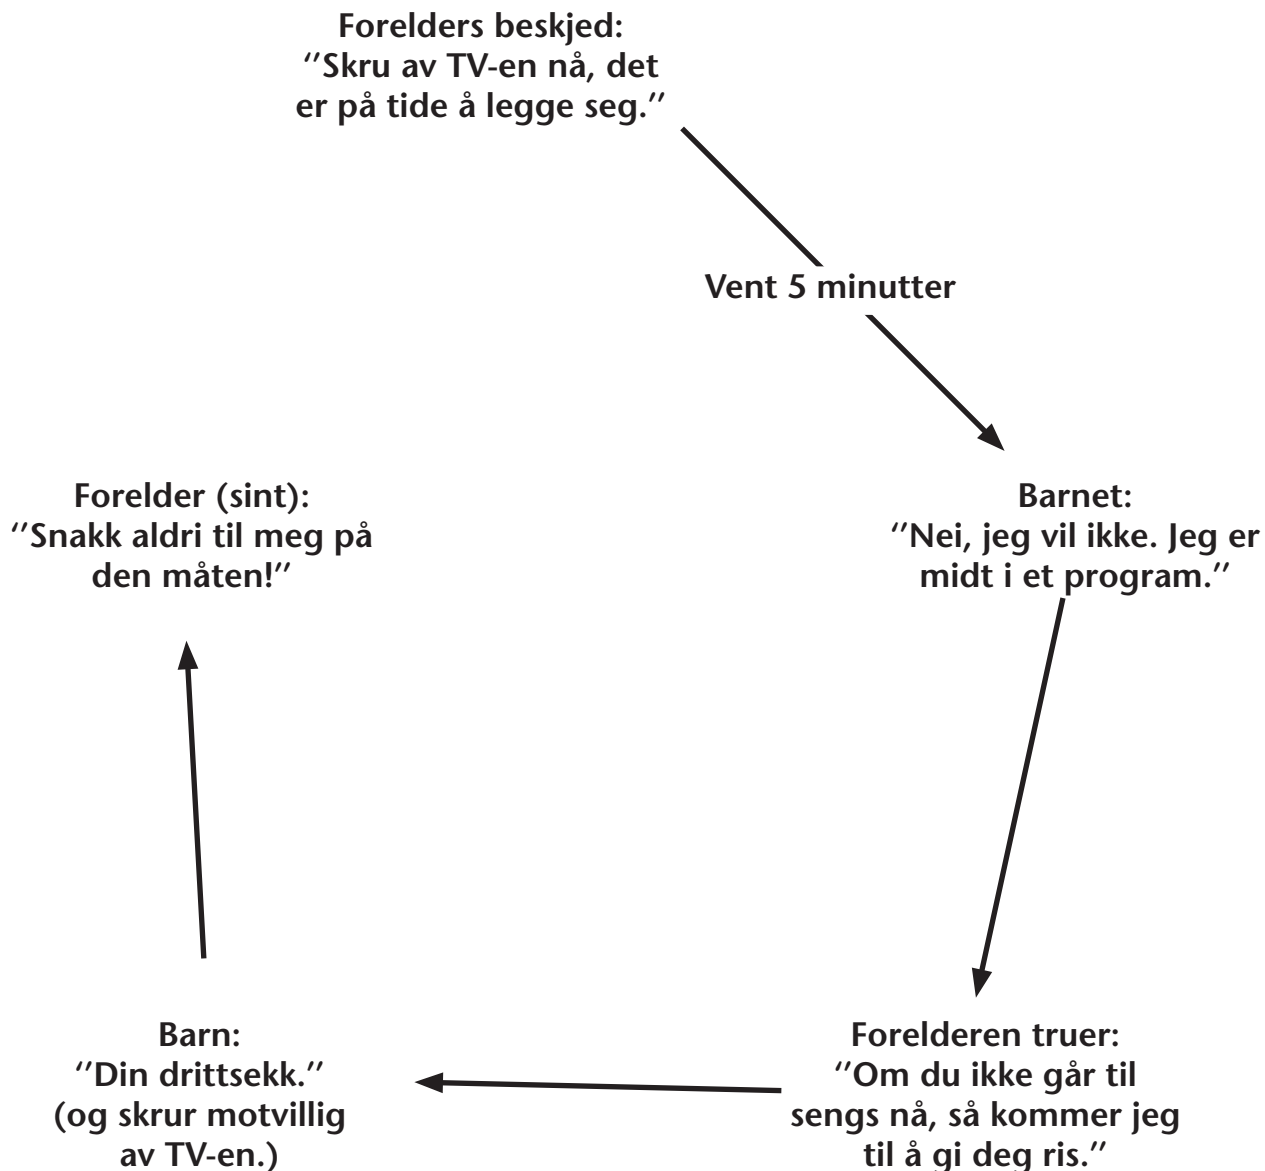 Forelders beskjed:
"Skru av TV-en nå, det
er på tide å legge seg."
Vent 5 minutter
Barnet:
"Nei, jeg vil ikke. Jeg er
midt i et program."
Forelderen truer:
"Om du ikke går til
sengs nå, så kommer jeg
til å gi deg ris."
Barn:
"Din drittsekk."
(og skrur motvillig
av TV-en.)
Forelder (sint):
"Snakk aldri til meg på
den måten!"